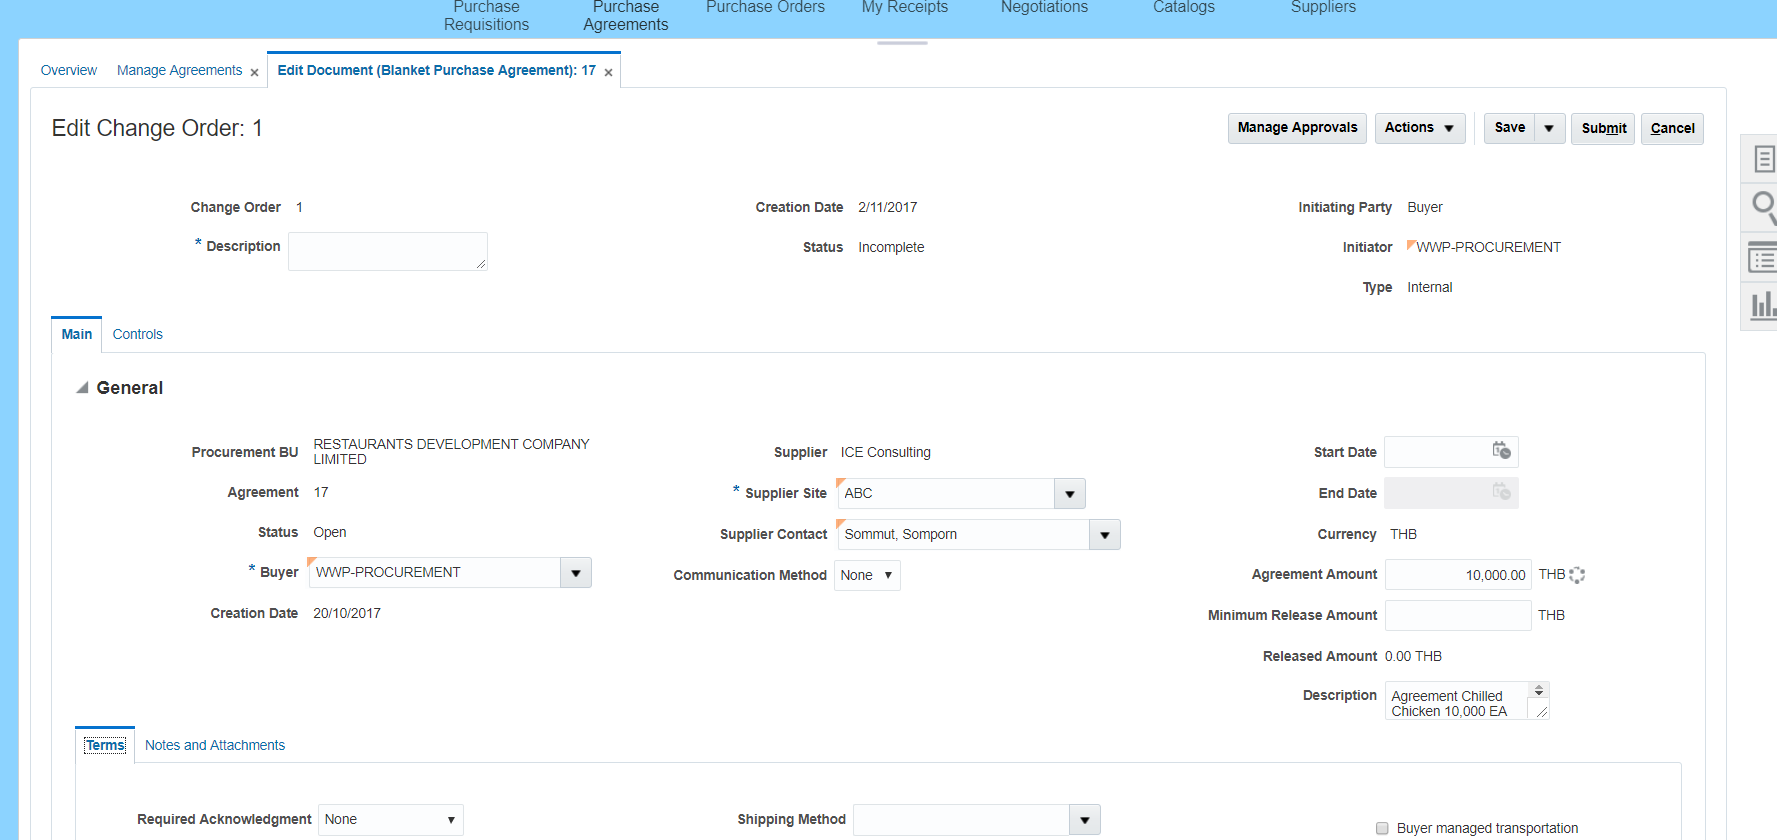 Purchase Requisitions
Purchase Agreements
Purchase Orders
My Receipts
Negotiations
Catalogs
Suppliers
Overview
Manage Agreements ×
Edit Document (Blanket Purchase Agreement): 17 ×
Edit Change Order: 1
Manage Approvals
Actions
Save
Submit
Cancel
Change Order 1
Creation Date 2/11/2017
Initiating Party Buyer
* Description
Status Incomplete
Initiator WWP-PROCUREMENT
Type Internal
Main
Controls
General
Procurement BU RESTAURANTS DEVELOPMENT COMPANY
LIMITED
Agreement 17
Status Open
* Buyer WWP-PROCUREMENT
Creation Date 20/10/2017
Supplier ICE Consulting
* Supplier Site ABC
Supplier Contact Sommut, Somporn
Communication Method None
Start Date
End Date
Currency THB
Agreement Amount 10,000.00 THB
Minimum Release Amount THB
Released Amount 0.00 THB
Description Agreement Chilled
Chicken 10,000 EA
Terms
Notes and Attachments
Required Acknowledgment None
Shipping Method
Buyer managed transportation